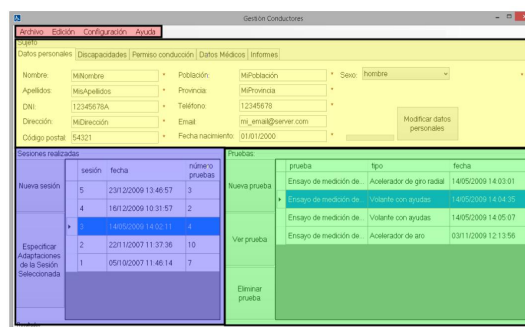 Gestión Conductores
Archivo Edición Configuración Ayuda
Sujeto
Datos personales Discapacidades Permiso conducción Datos Médicos Informes
Nombre: MiNombre * Población: MiPoblación * Sexo: hombre *
Apellidos: MisApellidos * Provincia: MiProvincia *
DNI: 12345678A * Teléfono: 12345678 *
Dirección: MiDirección * Email: mi_email@server.com
Código postal: 54321 * Fecha nacimiento 01/01/2000 *
Modificar datos
personales
Sesiones realizadas
sesión fecha número
pruebas
Nueva sesión
5 23/12/2009 13:46:57 3
4 16/12/2009 10:31:57 2
3 14/05/2009 14:02:11 4
2 22/11/2007 11:37:36 10
1 05/10/2007 11:46:14 7
Especificar
Adaptaciones
de la Sesión
Seleccionada
Pruebas:
prueba tipo fecha
Nueva prueba
Ensayo de medición de... Acelerador de giro radial 14/05/2009 14:03:01
Ensayo de medición de... Volante con ayudas 14/05/2009 14:04:35
Ensayo de medición de... Volante con ayudas 14/05/2009 14:05:07
Ensayo de medición de... Acelerador de aro 03/11/2009 12:13:56
Ver prueba
Eliminar
prueba